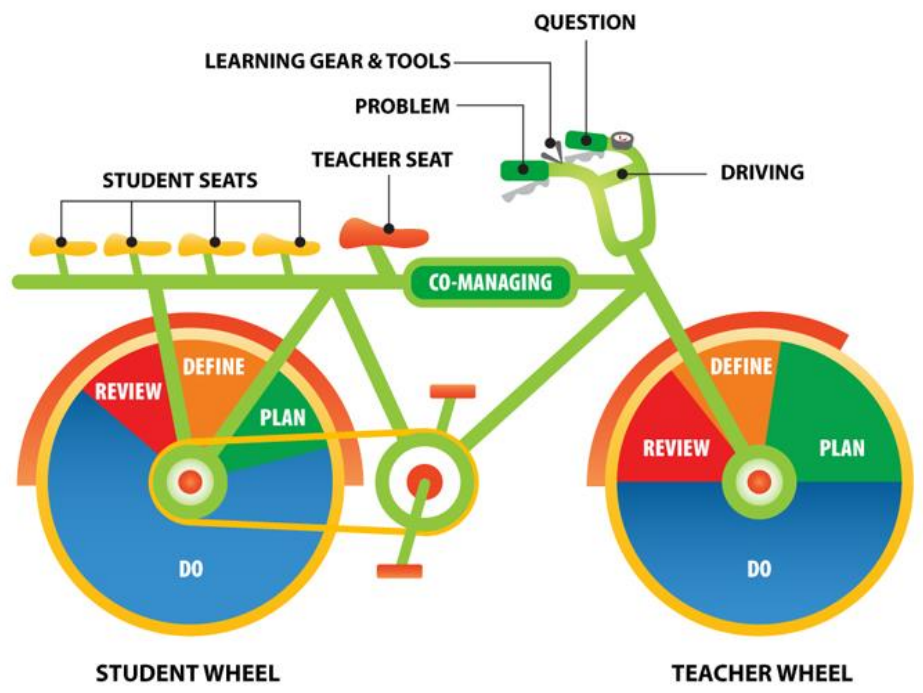 QUESTION
LEARNING GEAR & TOOLS
PROBLEM
TEACHER SEAT
STUDENT SEATS
DRIVING
CO-MANAGING
REVIEW
DEFINE
PLAN
DO
REVIEW
DEFINE
PLAN
DO
STUDENT WHEEL
TEACHER WHEEL